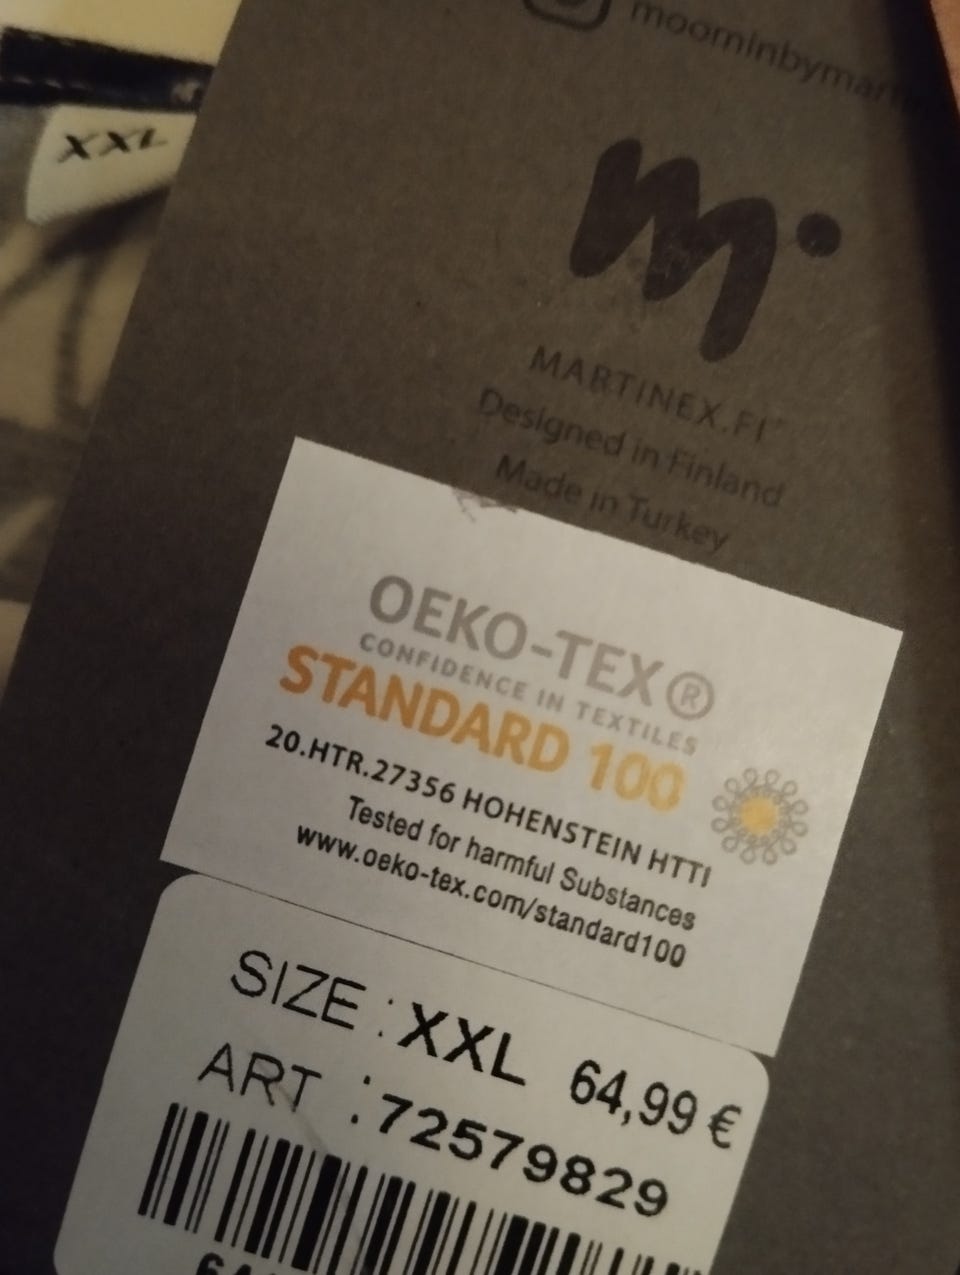 moominbymar
XXL
m
MARTINEX.FI
Designed in Finland
Made in Turkey
OEKO-TEX®
CONFIDENCE IN TEXTILES
STANDARD 100
20.HTR.27356 HOHENSTEIN HTTI
Tested for harmful Substances
www.oeko-tex.com/standard100
SIZE : XXL 64,99 €
ART : 72579829